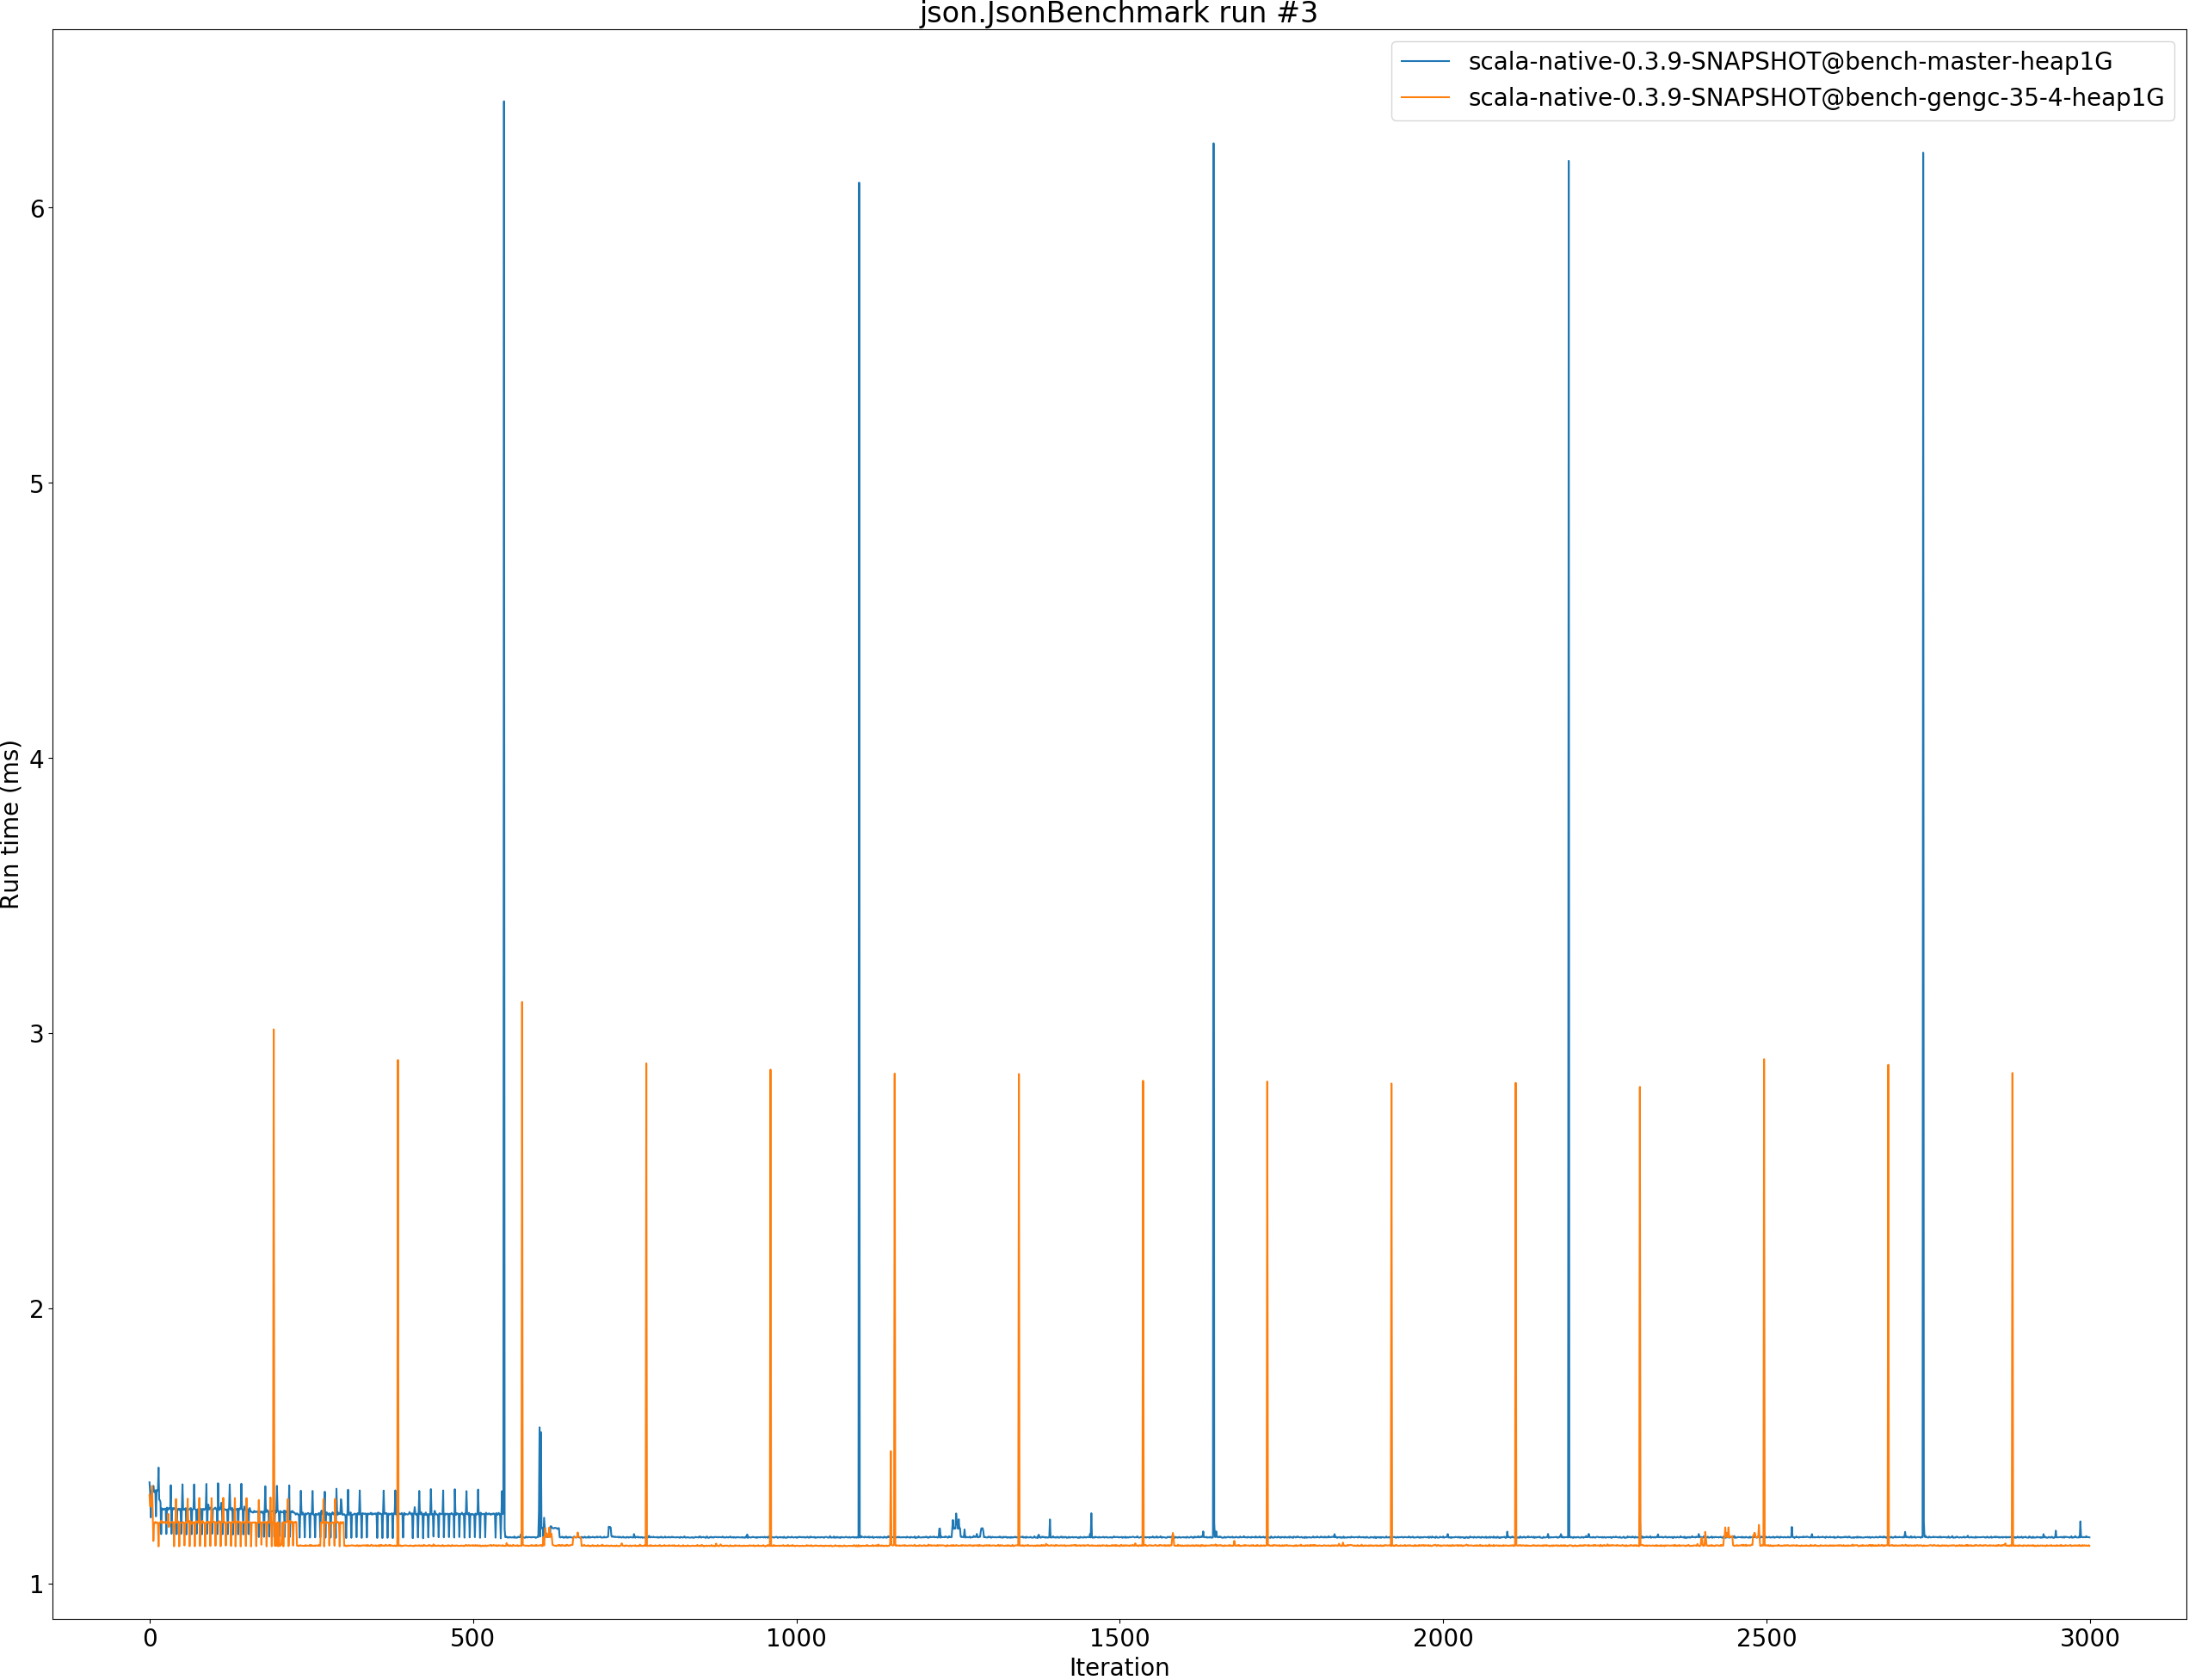 json.JsonBenchmark run #3
scala-native-0.3.9-SNAPSHOT@bench-master-heap1G
scala-native-0.3.9-SNAPSHOT@bench-gengc-35-4-heap1G
Run time (ms)
6
5
4
3
2
1
0
500
1000
1500
2000
2500
3000
Iteration